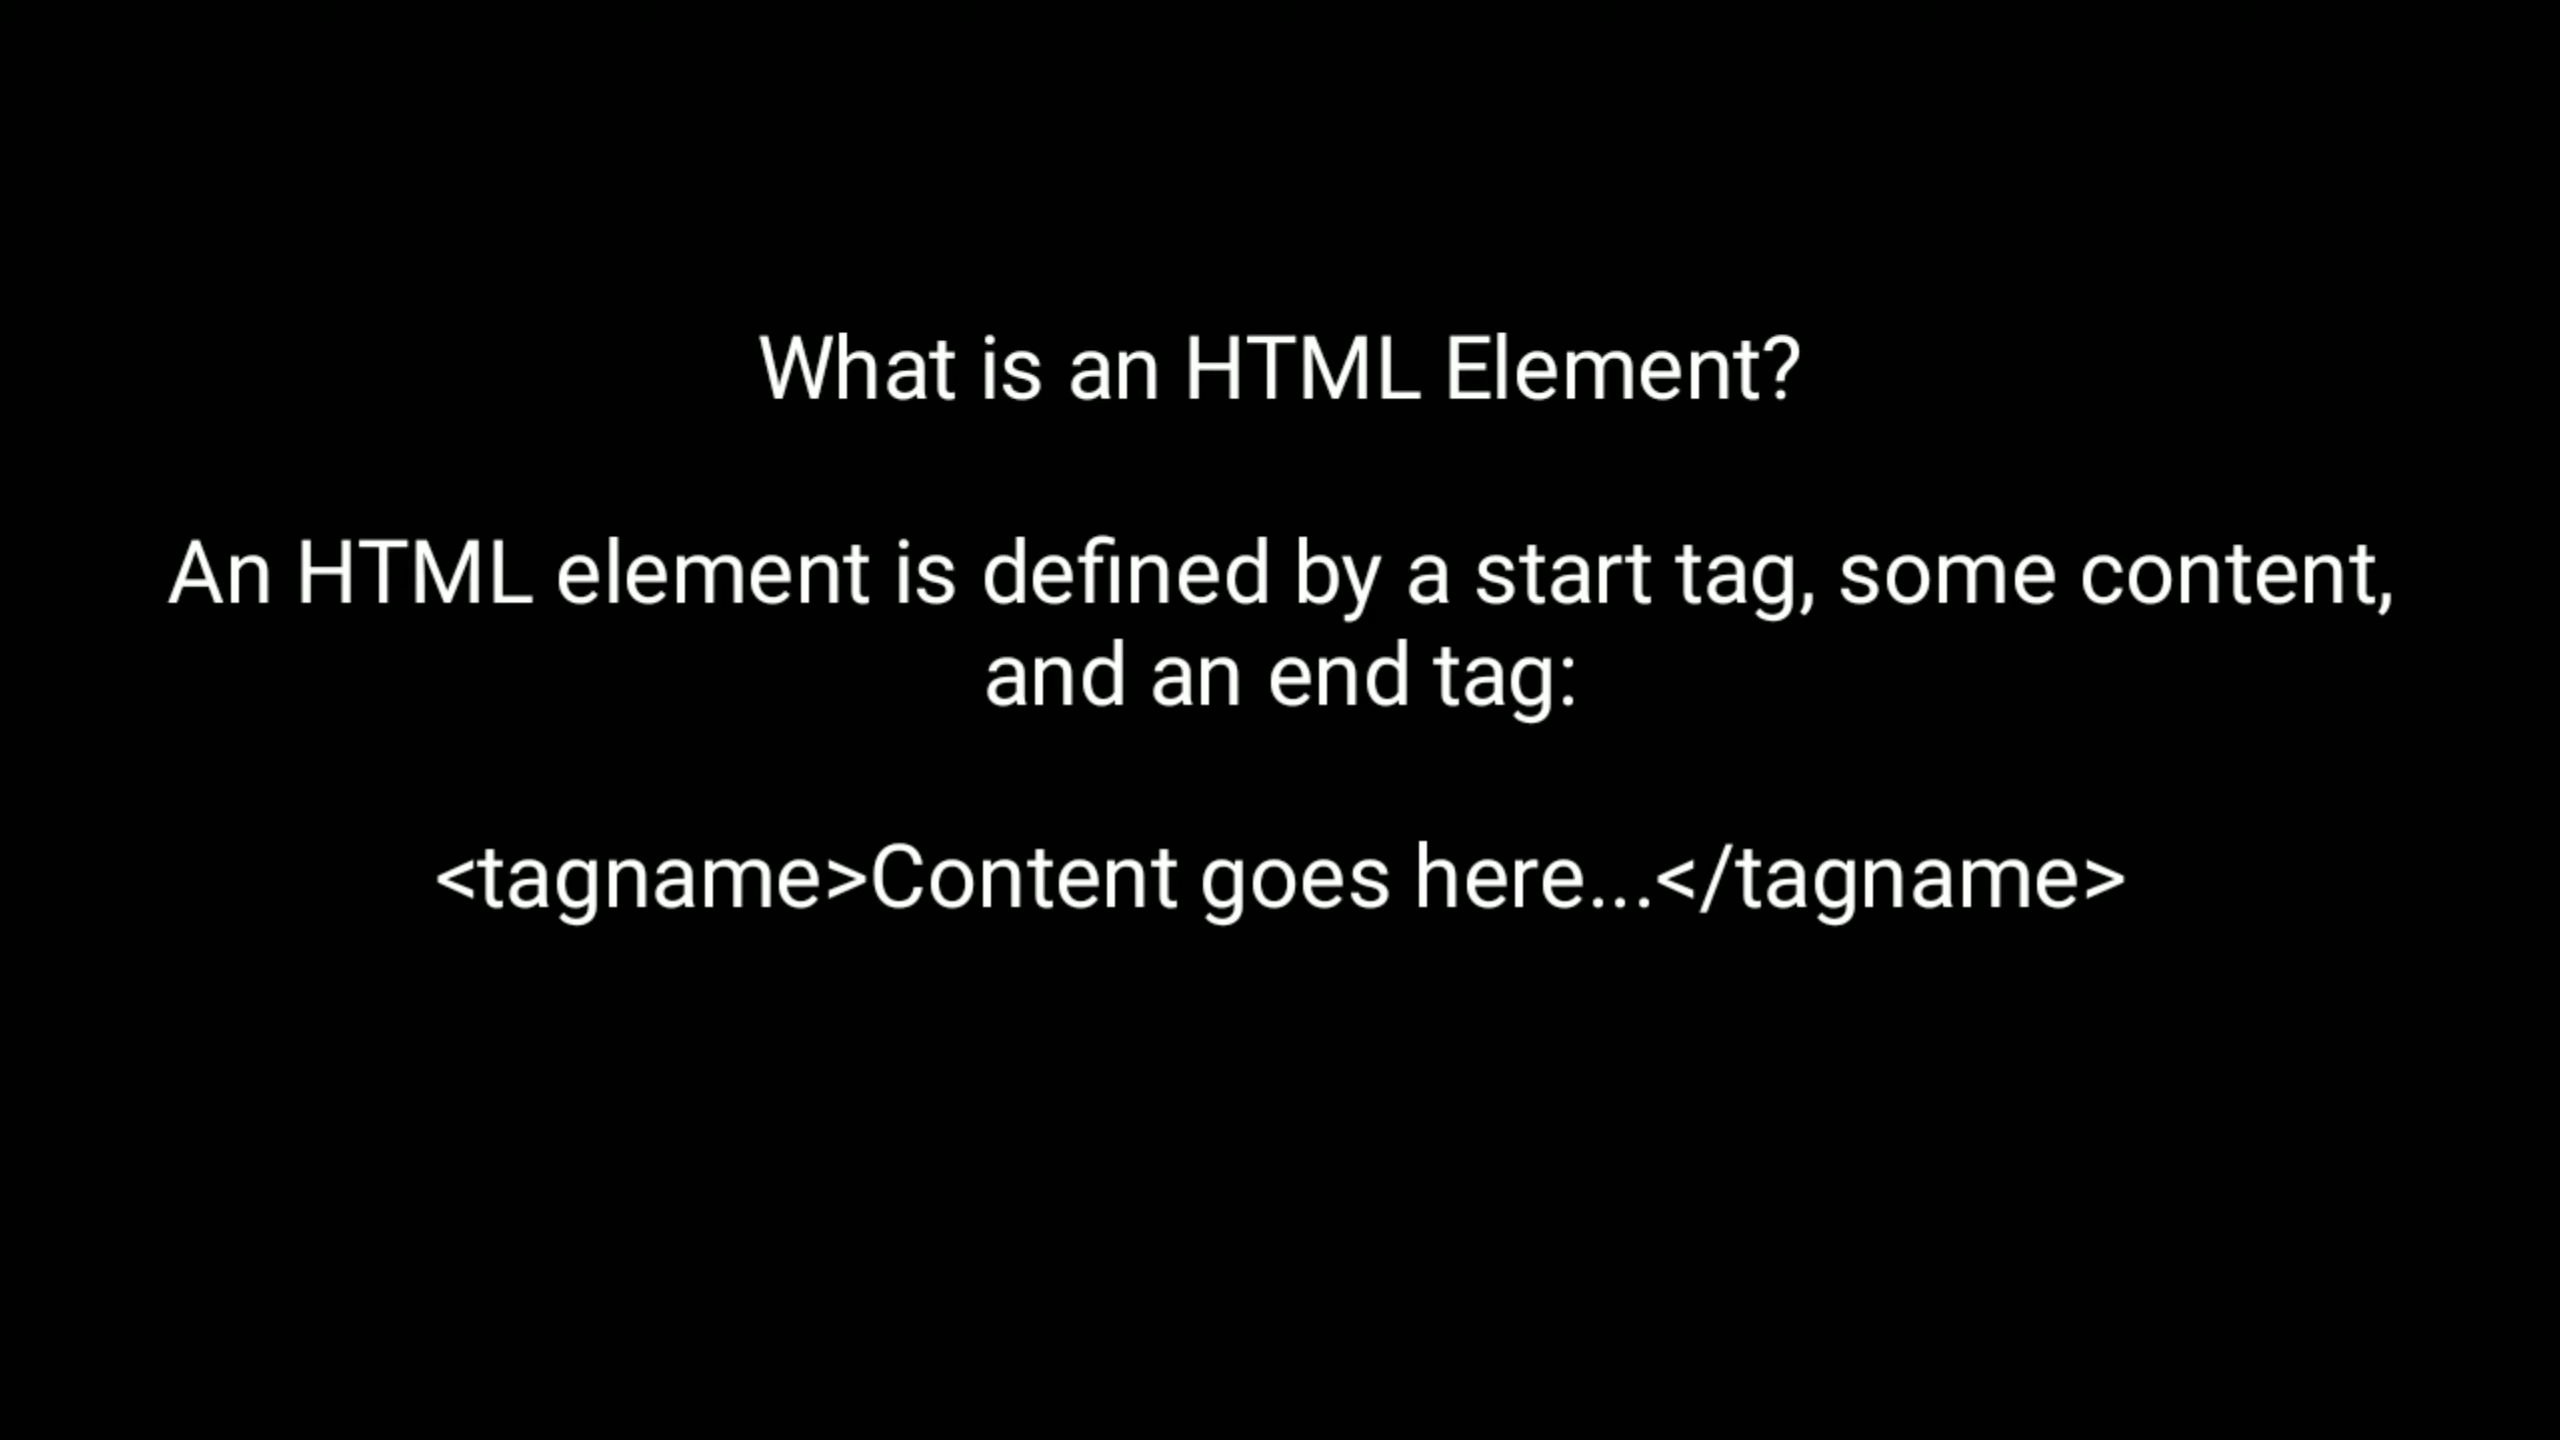 What is an HTML Element?
An HTML element is defined by a start tag, some content,
and an end tag:
<tagname>Content goes here...</tagname>